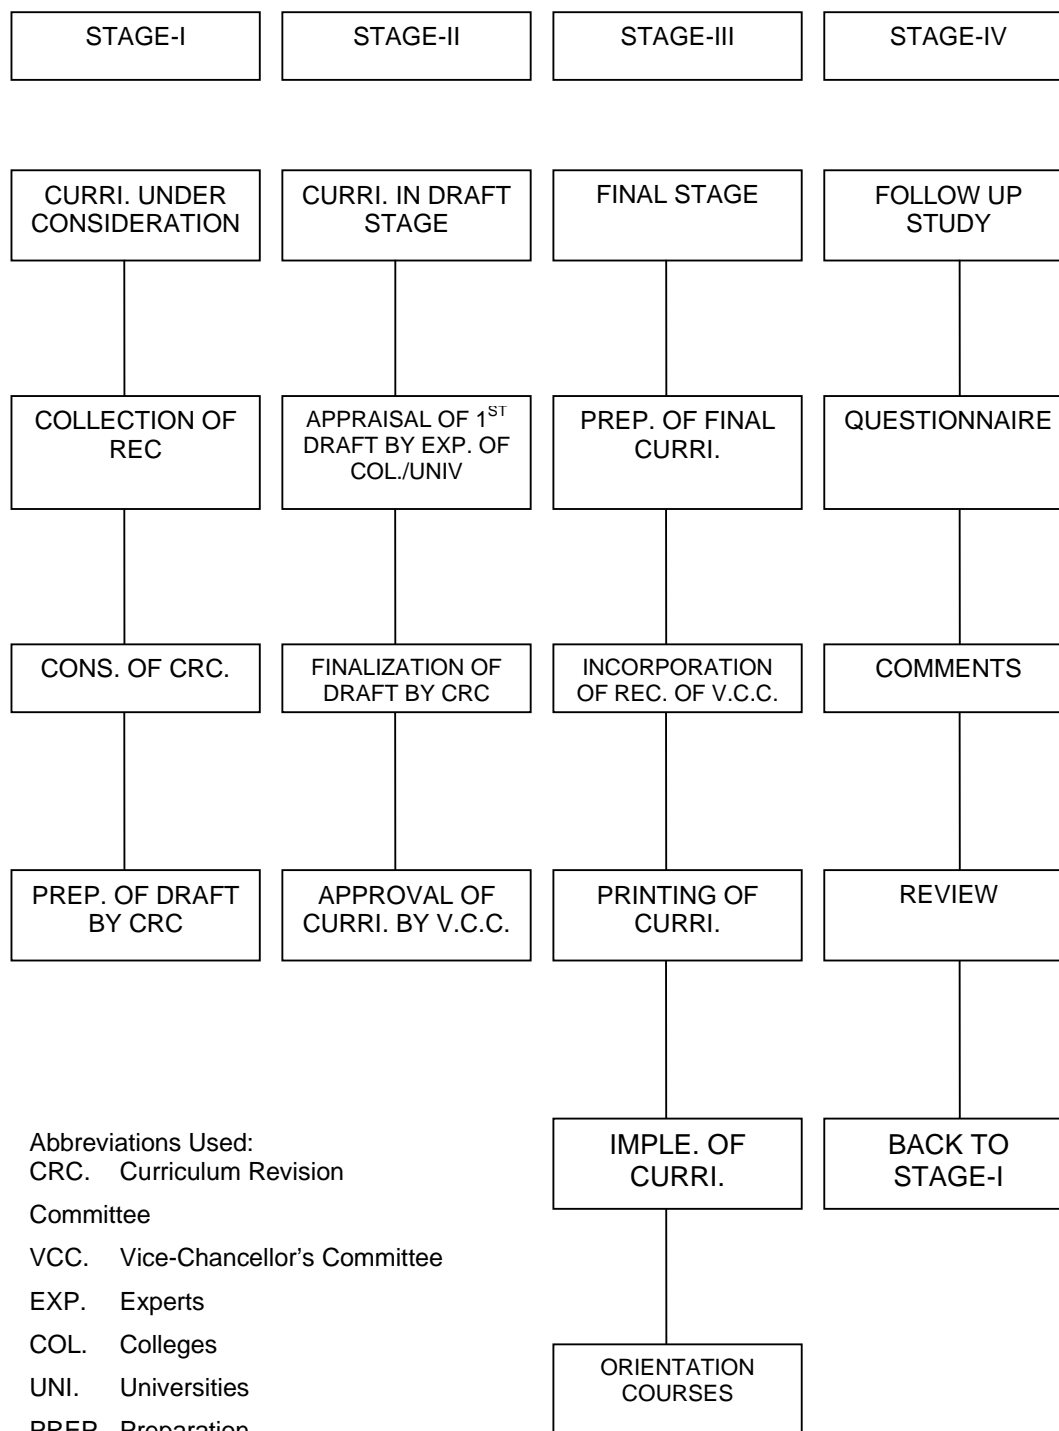 STAGE-I
STAGE-II
STAGE-III
STAGE-IV
CURRI. UNDER
CONSIDERATION
CURRI. IN DRAFT
STAGE
FINAL STAGE
FOLLOW UP
STUDY
COLLECTION OF
REC
APPRAISAL OF 1ST
DRAFT BY EXP. OF
COL./UNIV
PREP. OF FINAL
CURRI.
QUESTIONNAIRE
CONS. OF CRC.
FINALIZATION OF
DRAFT BY CRC
INCORPORATION
OF REC. OF V.C.C.
COMMENTS
PREP. OF DRAFT
BY CRC
APPROVAL OF
CURRI. BY V.C.C.
PRINTING OF
CURRI.
REVIEW
IMPLE. OF
CURRI.
BACK TO
STAGE-I
ORIENTATION
COURSES
Abbreviations Used:
CRC. Curriculum Revision
Committee
VCC. Vice-Chancellor’s Committee
EXP. Experts
COL. Colleges
UNI. Universities
PREP. Preparation